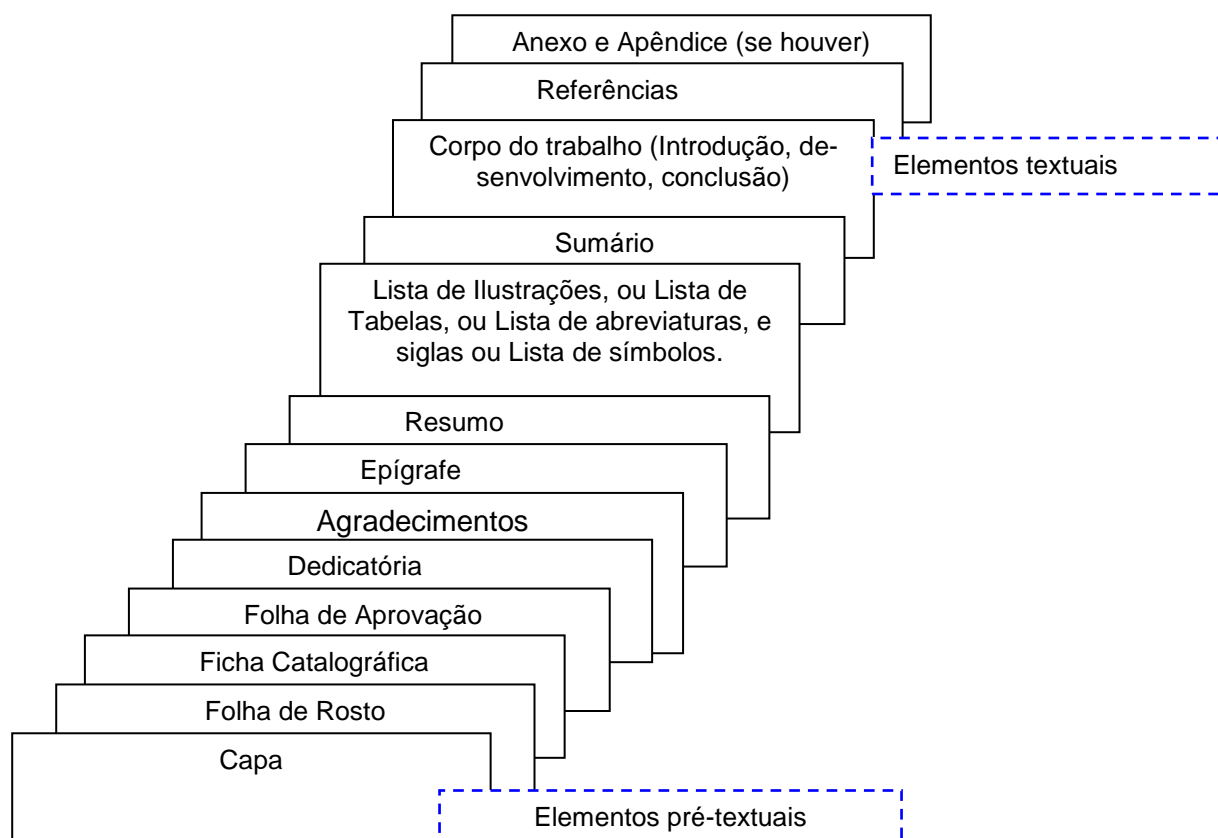 Anexo e Apêndice (se houver)
Referências
Corpo do trabalho (Introdução, de-
senvolvimento, conclusão)
Elementos textuais
Sumário
Lista de Ilustrações, ou Lista de
Tabelas, ou Lista de abreviaturas, e
siglas ou Lista de símbolos.
Resumo
Epígrafe
Agradecimentos
Dedicatória
Folha de Aprovação
Ficha Catalográfica
Folha de Rosto
Capa
Elementos pré-textuais